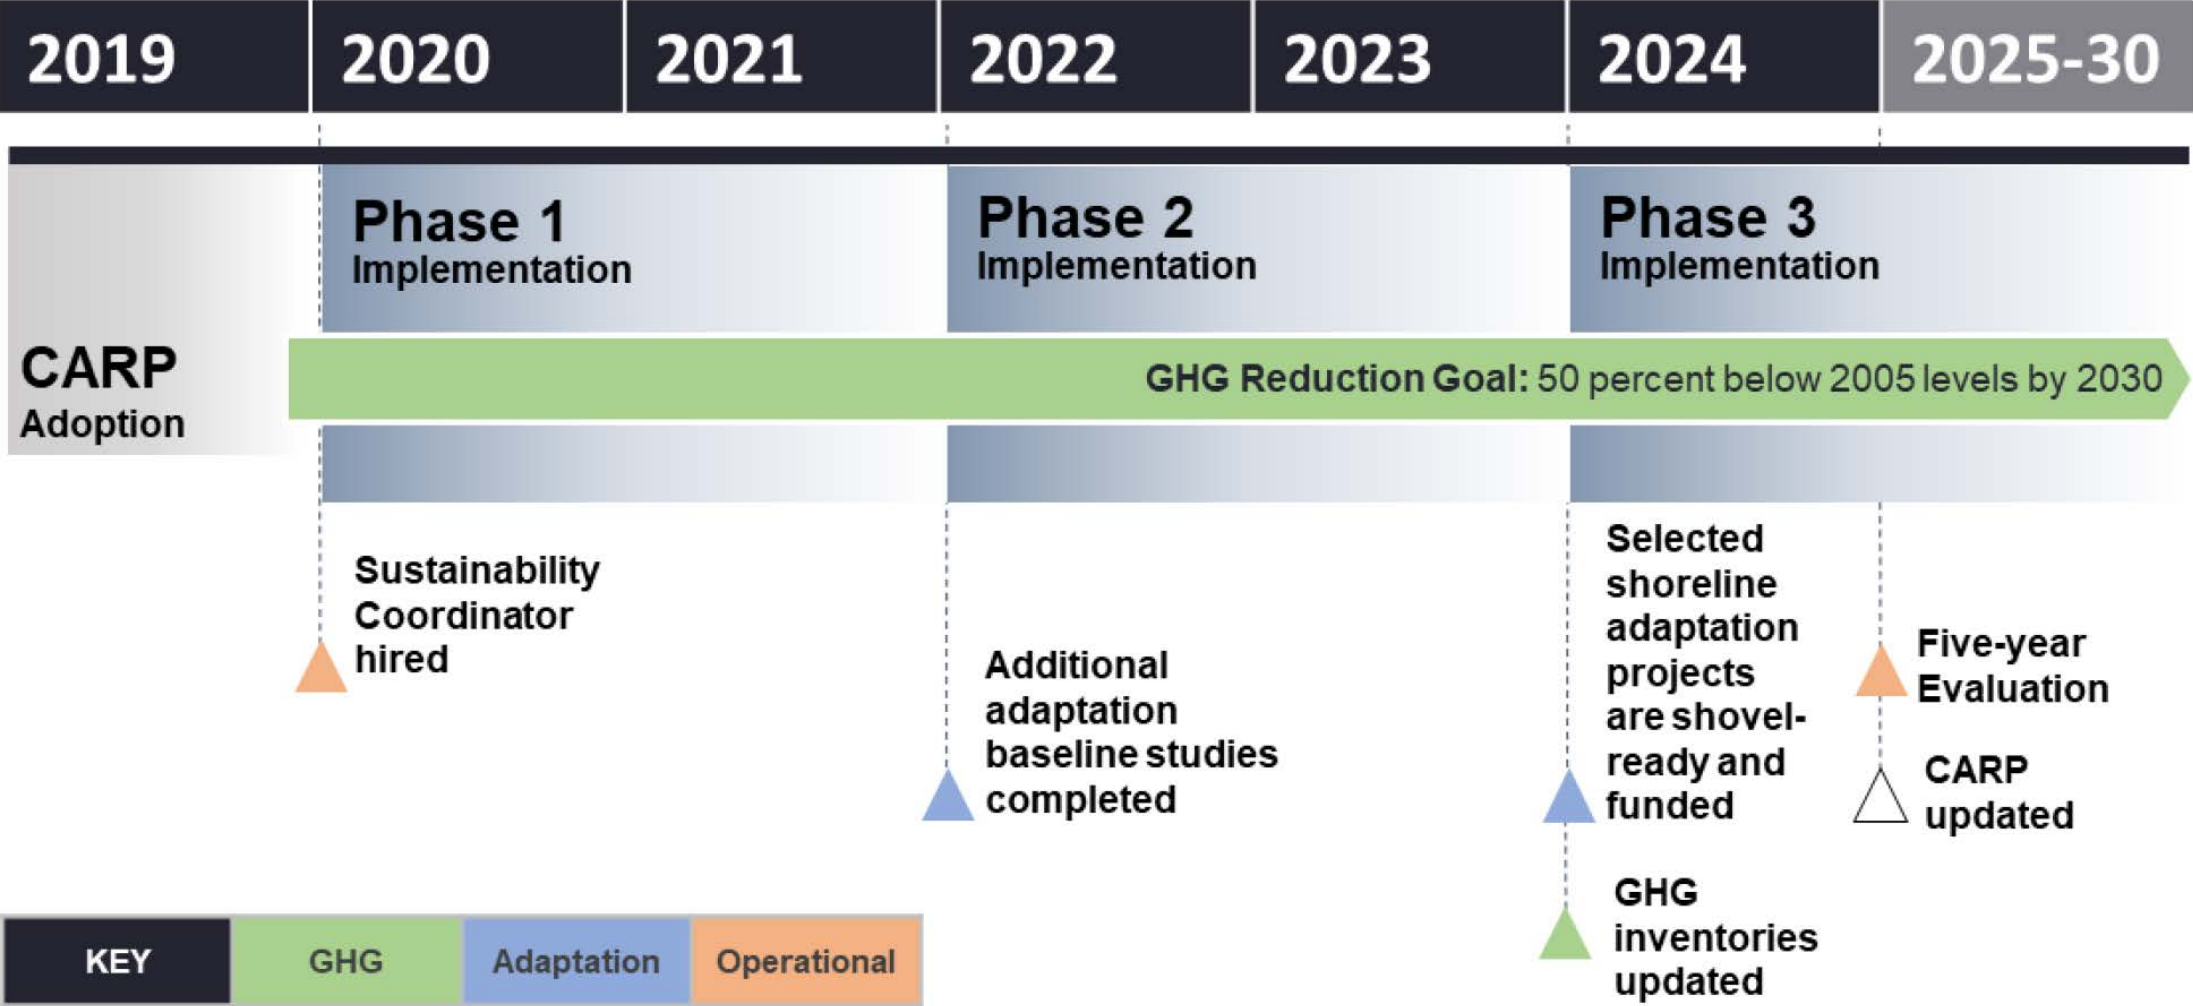 2019
2020
2021
2022
2023
2024
2025-30
Phase 1
Implementation
Phase 2
Implementation
Phase 3
Implementation
CARP
Adoption
GHG Reduction Goal: 50 percent below 2005 levels by 2030
Sustainability
Coordinator
hired
Additional
adaptation
baseline studies
completed
Selected
shoreline
adaptation
projects
are shovel-
ready and
funded
GHG
inventories
updated
Five-year
Evaluation
CARP
updated
KEY
GHG
Adaptation
Operational